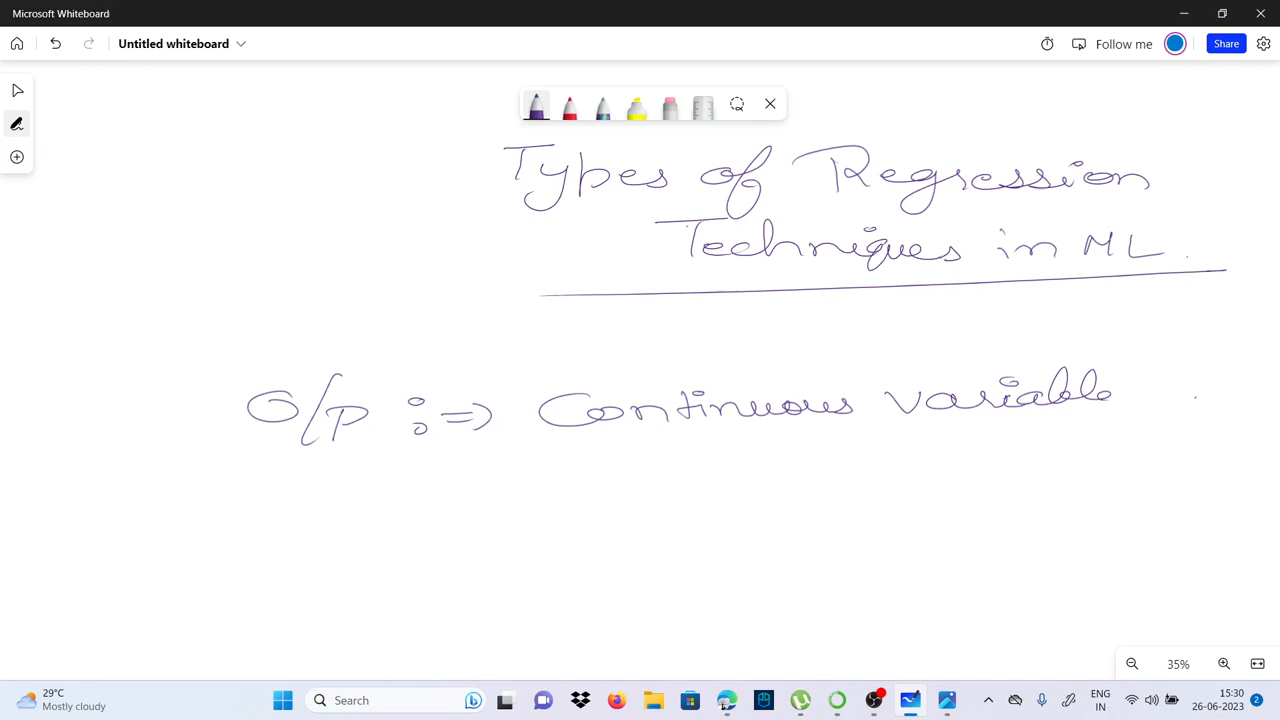 Microsoft Whiteboard
Untitled whiteboard
Follow me
Share
Types of Regression
Techniques in ML.
O/P :⇒ Continuous variable
35%
29°C
Mostly cloudy
Search
ENG
IN
15:30
26-06-2023
2